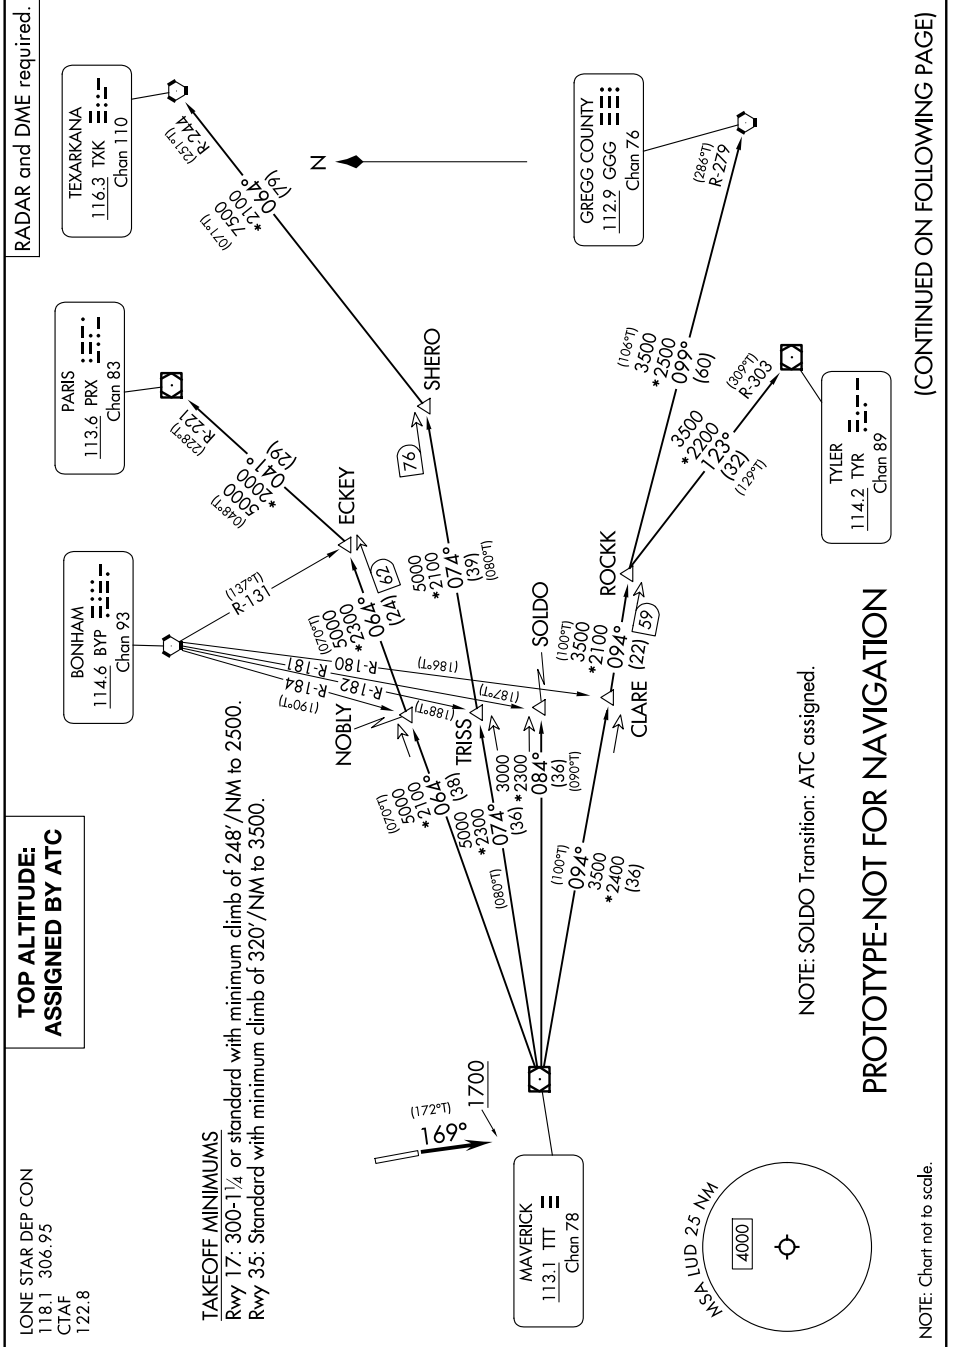 LONE STAR DEP CON
118.1 306.95
CTAF
122.8
TOP ALTITUDE:
ASSIGNED BY ATC
RADAR and DME required.
TAKEOFF MINIMUMS
Rwy 17: 300-1¼ or standard with minimum climb of 248'/NM to 2500.
Rwy 35: Standard with minimum climb of 320'/NM to 3500.
BONHAM
114.6 BYP
Chan 93
PARIS
113.6 PRX
Chan 83
TEXARKANA
116.3 TXK
Chan 110
R-244
(251°T)
064°
(79)
*2100
7500
(071°T)
N
R-221
(228°T)
041°
(29)
*2000
5000
(048°T)
ECKEY
SHERO
(137°T)
R-131
R-184
(190°T)
R-181
R-182
(188°T)
R-180
(186°T)
(187°T)
NOBLY
(070°T)
5000
*2300
064°
(24)
62
TRISS
5000
*2100
074°
(39)
(080°T)
76
SOLDO
(070°T)
5000
*2100
064°
(38)
5000
*2300
074°
(36)
(080°T)
3000
*2300
084°
(36)
(090°T)
(100°T)
094°
3500
*2400
(36)
CLARE
(100°T)
3500
*2100
094°
(22)
59
ROCKK
(106°T)
3500
*2500
099°
(60)
(286°T)
R-279
GREGG COUNTY
112.9 GGG
Chan 76
3500
*2200
123°
(32)
(129°T)
(309°T)
R-303
TYLER
114.2 TYR
Chan 89
(172°T)
169°
1700
MAVERICK
113.1 TTT
Chan 78
MSA LUD 25 NM
4000
NOTE: SOLDO Transition: ATC assigned.
PROTOTYPE-NOT FOR NAVIGATION
NOTE: Chart not to scale.
(CONTINUED ON FOLLOWING PAGE)